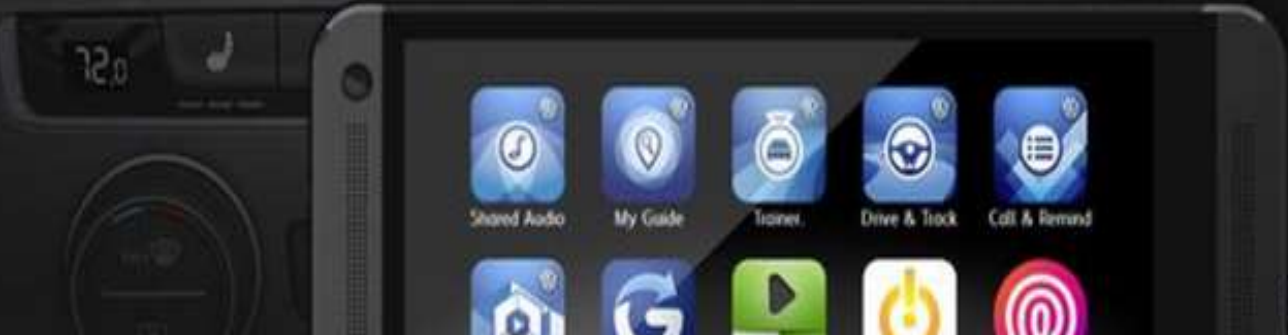 72.0
Shared Audio
My Guide
Trainer.
Drive & Track
Call & Remind